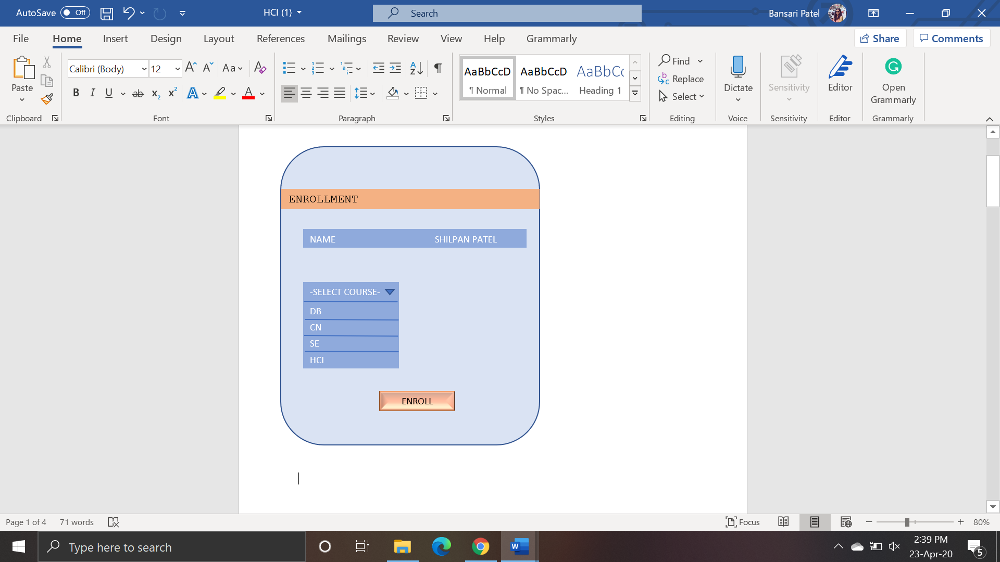 AutoSave Off HCI (1) Search Bansari Patel
File Home Insert Design Layout References Mailings Review View Help Grammarly Share Comments
Calibri (Body) 12 Aa
Paste
B I U ab x2 x2 A A
AaBbCcD AaBbCcD AaBbCc
¶ Normal ¶ No Spac... Heading 1
Find
Replace
Select
Dictate Sensitivity Editor Open
Grammarly
Clipboard Font Paragraph Styles Editing Voice Sensitivity Editor Grammarly
ENROLLMENT
NAME SHILPAN PATEL
-SELECT COURSE-
DB
CN
SE
HCI
ENROLL
Page 1 of 4 71 words Focus 80%
Type here to search
2:39 PM
23-Apr-20
5